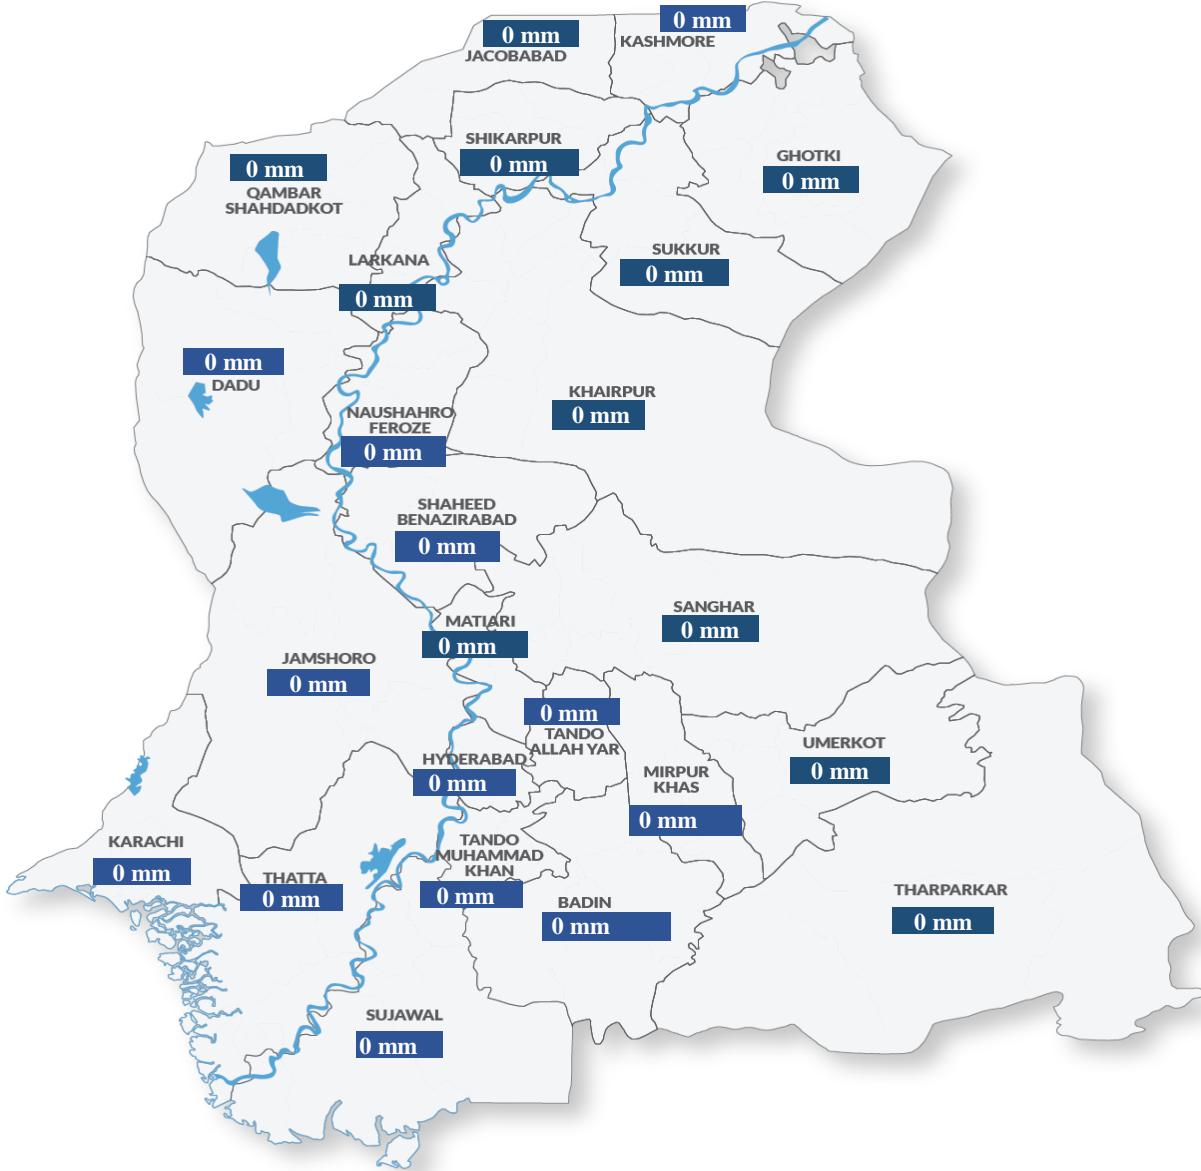 0 mm
KASHMORE
0 mm
JACOBABAD
SHIKARPUR
0 mm
GHOTKI
0 mm
0 mm
QAMBAR
SHAHDADKOT
SUKKUR
0 mm
LARKANA
0 mm
0 mm
DADU
KHAIRPUR
0 mm
NAUSHAHRO
FEROZE
0 mm
SHAHEED
BENAZIRABAD
0 mm
SANGHAR
0 mm
MATIARI
0 mm
JAMSHORO
0 mm
0 mm
TANDO
ALLAH YAR
UMERKOT
0 mm
HYDERABAD
0 mm
MIRPUR
KHAS
0 mm
KARACHI
0 mm
THATTA
0 mm
TANDO
MUHAMMAD
KHAN
0 mm
BADIN
0 mm
THARPARKAR
0 mm
SUJAWAL
0 mm